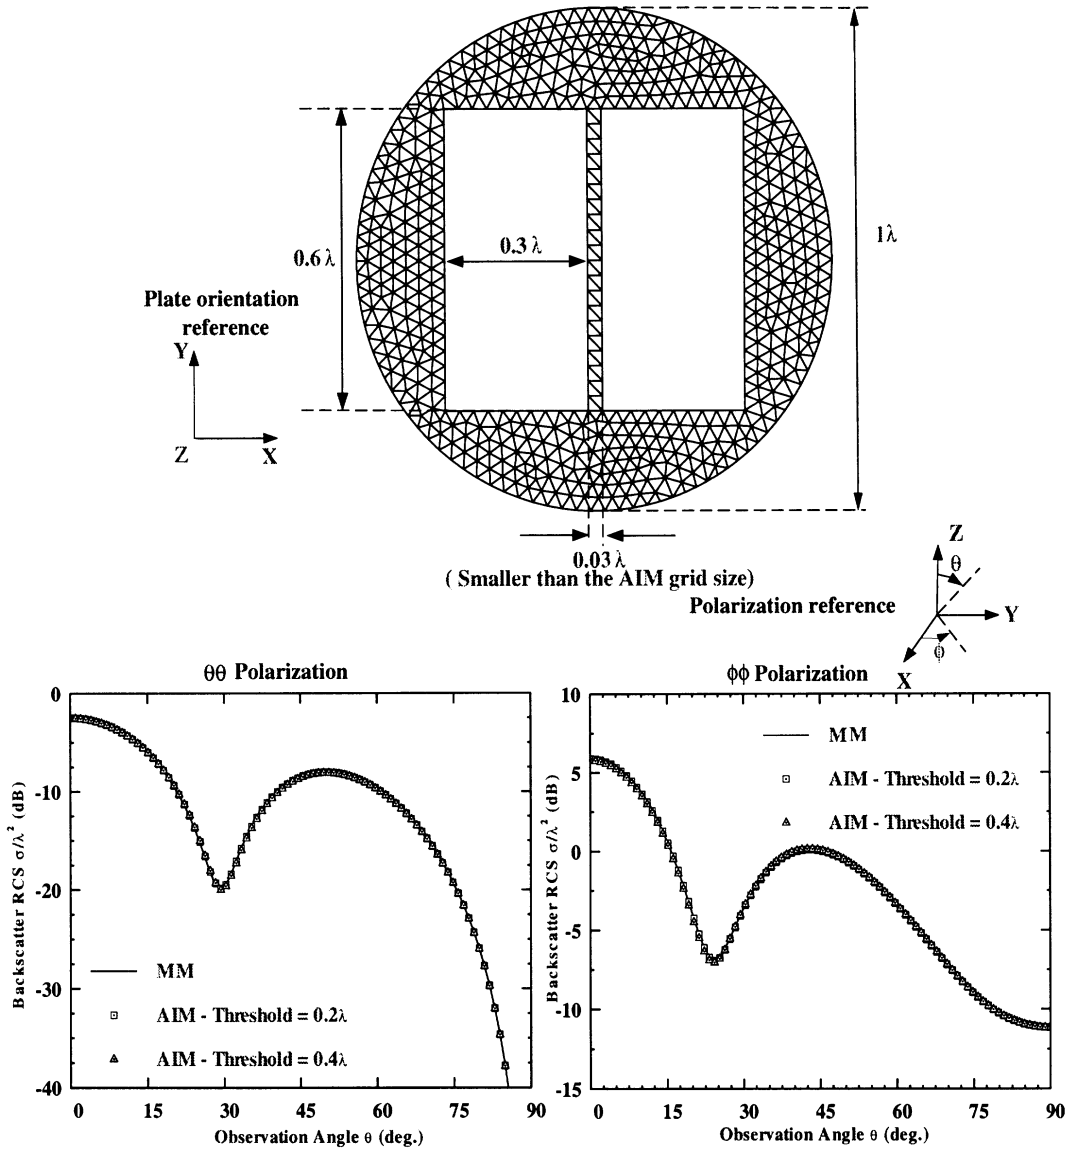 0.6 λ
0.3 λ
1λ
Plate orientation
reference
Y
Z
X
0.03 λ
( Smaller than the AIM grid size)
Polarization reference
Z
θ
Y
ϕ
X
θθ Polarization
0
-10
-20
-30
-40
0 15 30 45 60 75 90
Backscatter RCS σ/λ² (dB)
Observation Angle θ (deg.)
MM
AIM - Threshold = 0.2λ
AIM - Threshold = 0.4λ
ϕϕ Polarization
10
5
0
-5
-10
-15
0 15 30 45 60 75 90
Backscatter RCS σ/λ² (dB)
Observation Angle θ (deg.)
MM
AIM - Threshold = 0.2λ
AIM - Threshold = 0.4λ